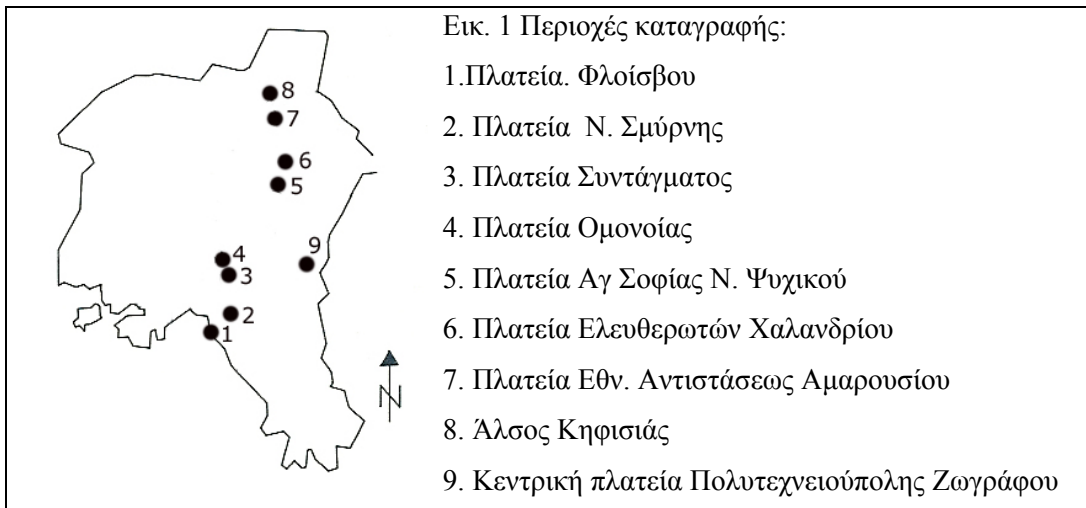 Εικ. 1 Περιοχές καταγραφής:
1.Πλατεία. Φλοίσβου
2. Πλατεία Ν. Σμύρνης
3. Πλατεία Συντάγματος
4. Πλατεία Ομονοίας
5. Πλατεία Αγ Σοφίας Ν. Ψυχικού
6. Πλατεία Ελευθερωτών Χαλανδρίου
7. Πλατεία Εθν. Αντιστάσεως Αμαρουσίου
8. Άλσος Κηφισιάς
9. Κεντρική πλατεία Πολυτεχνειούπολης Ζωγράφου
8
7
6
5
4
9
3
2
1
N